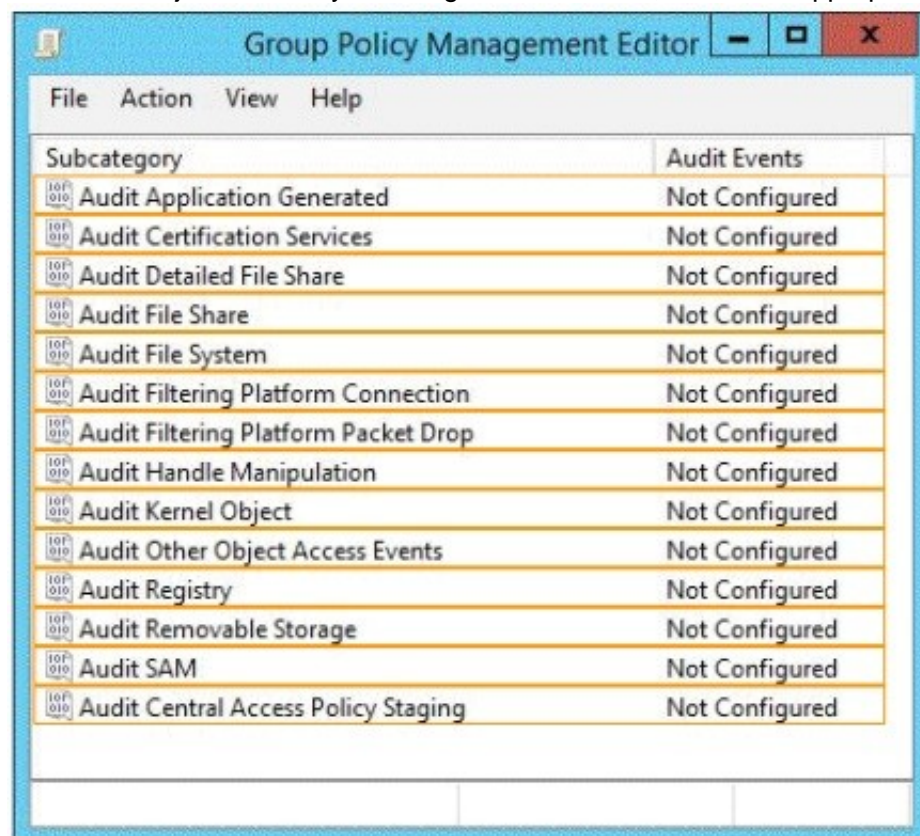 Group Policy Management Editor
File Action View Help
Subcategory Audit Events
Audit Application Generated Not Configured
Audit Certification Services Not Configured
Audit Detailed File Share Not Configured
Audit File Share Not Configured
Audit File System Not Configured
Audit Filtering Platform Connection Not Configured
Audit Filtering Platform Packet Drop Not Configured
Audit Handle Manipulation Not Configured
Audit Kernel Object Not Configured
Audit Other Object Access Events Not Configured
Audit Registry Not Configured
Audit Removable Storage Not Configured
Audit SAM Not Configured
Audit Central Access Policy Staging Not Configured